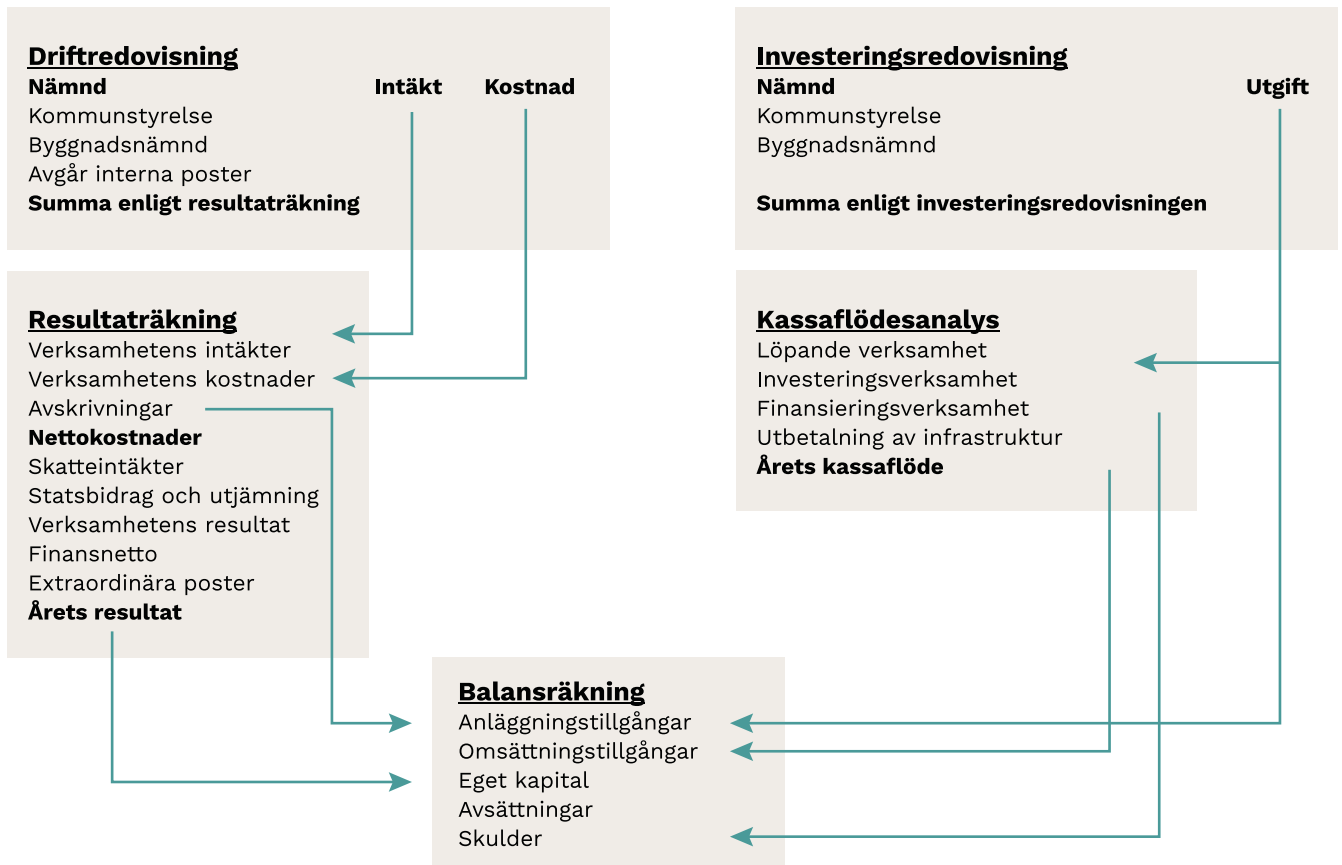 Driftredovisning
Nämnd Intäkt Kostnad
Kommunstyrelse
Byggnadsnämnd
Avgår interna poster
Summa enligt resultaträkning
Investeringsredovisning
Nämnd Utgift
Kommunstyrelse
Byggnadsnämnd
Summa enligt investeringsredovisningen
Resultaträkning
Verksamhetens intäkter
Verksamhetens kostnader
Avskrivningar
Nettokostnader
Skatteintäkter
Statsbidrag och utjämning
Verksamhetens resultat
Finansnetto
Extraordinära poster
Årets resultat
Kassaflödesanalys
Löpande verksamhet
Investeringsverksamhet
Finansieringsverksamhet
Utbetalning av infrastruktur
Årets kassaflöde
Balansräkning
Anläggningstillgångar
Omsättningstillgångar
Eget kapital
Avsättningar
Skulder